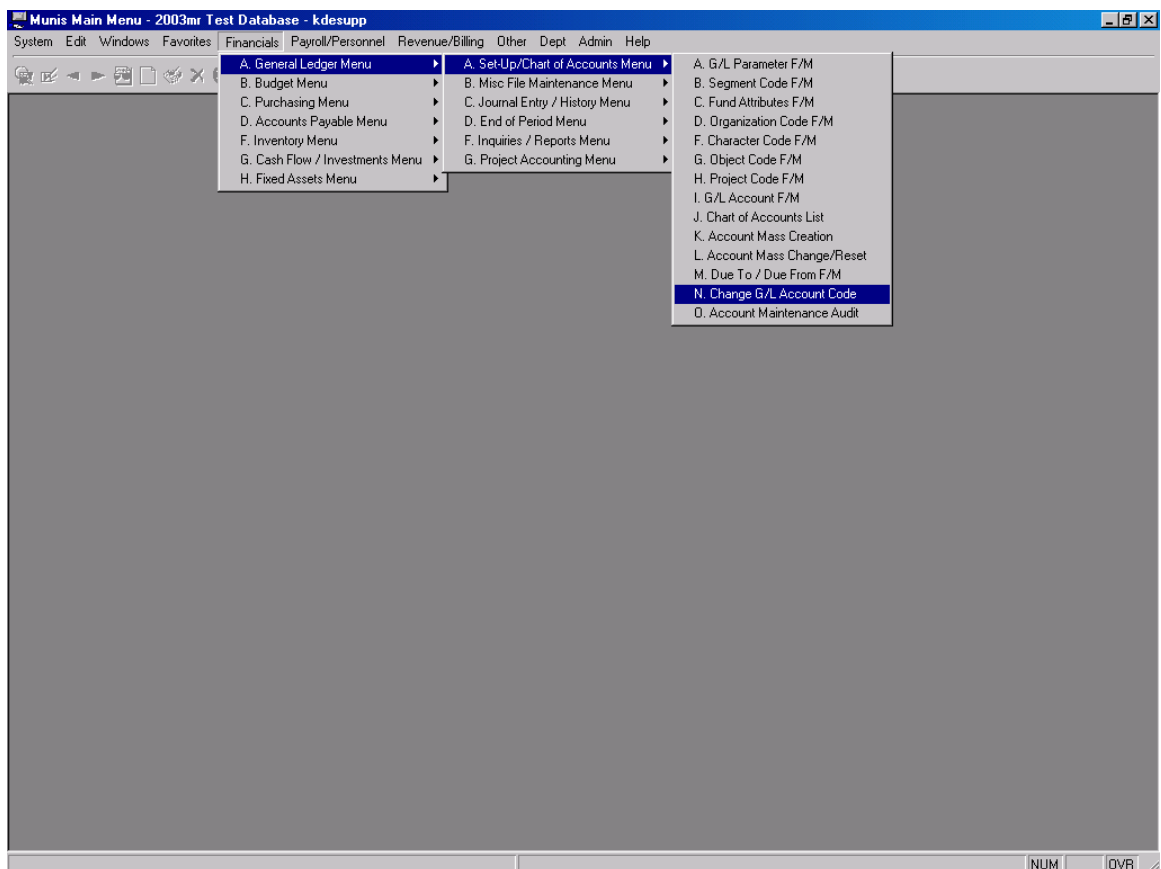 Munis Main Menu - 2003mr Test Database - kdesupp
System Edit Windows Favorites Financials Payroll/Personnel Revenue/Billing Other Dept Admin Help
A. General Ledger Menu
B. Budget Menu
C. Purchasing Menu
D. Accounts Payable Menu
F. Inventory Menu
G. Cash Flow / Investments Menu
H. Fixed Assets Menu
A. Set-Up/Chart of Accounts Menu
B. Misc File Maintenance Menu
C. Journal Entry / History Menu
D. End of Period Menu
F. Inquiries / Reports Menu
G. Project Accounting Menu
A. G/L Parameter F/M
B. Segment Code F/M
C. Fund Attributes F/M
D. Organization Code F/M
F. Character Code F/M
G. Object Code F/M
H. Project Code F/M
I. G/L Account F/M
J. Chart of Accounts List
K. Account Mass Creation
L. Account Mass Change/Reset
M. Due To / Due From F/M
N. Change G/L Account Code
O. Account Maintenance Audit
NUM OVR